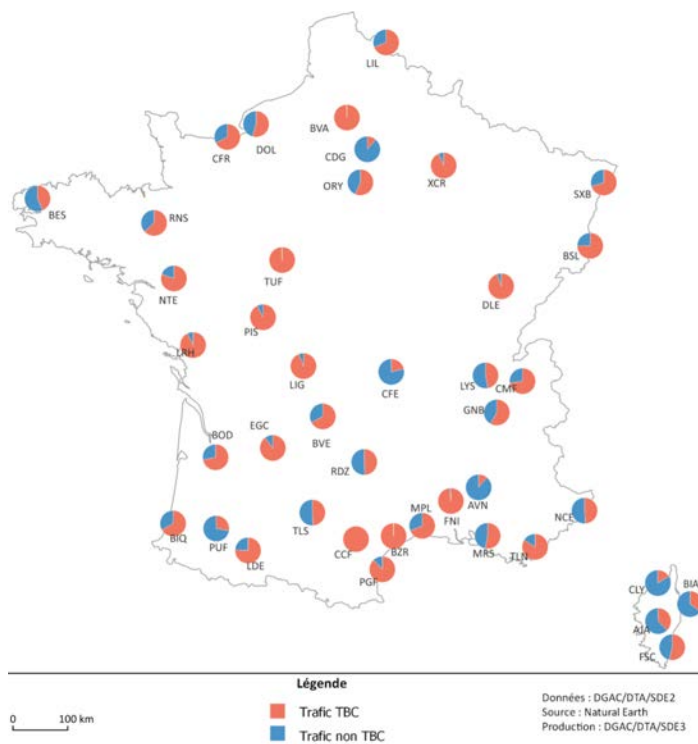 LIL
BVA
CFR
DOL
CDG
ORY
XCR
SXB
BES
RNS
BSL
TUF
NTE
DLE
PIS
LRH
LIG
CFE
LYS
CMF
GNB
BOD
EGC
BVE
RDZ
AVN
MPL
FNI
NCE
BIQ
PUF
LDE
TLS
CCF
BZR
MRS
TLN
PGF
CLY
BIA
AJA
FSC
Légende
Trafic TBC
Trafic non TBC
0 100 km
Données : DGAC/DTA/SDE2
Source : Natural Earth
Production : DGAC/DTA/SDE3